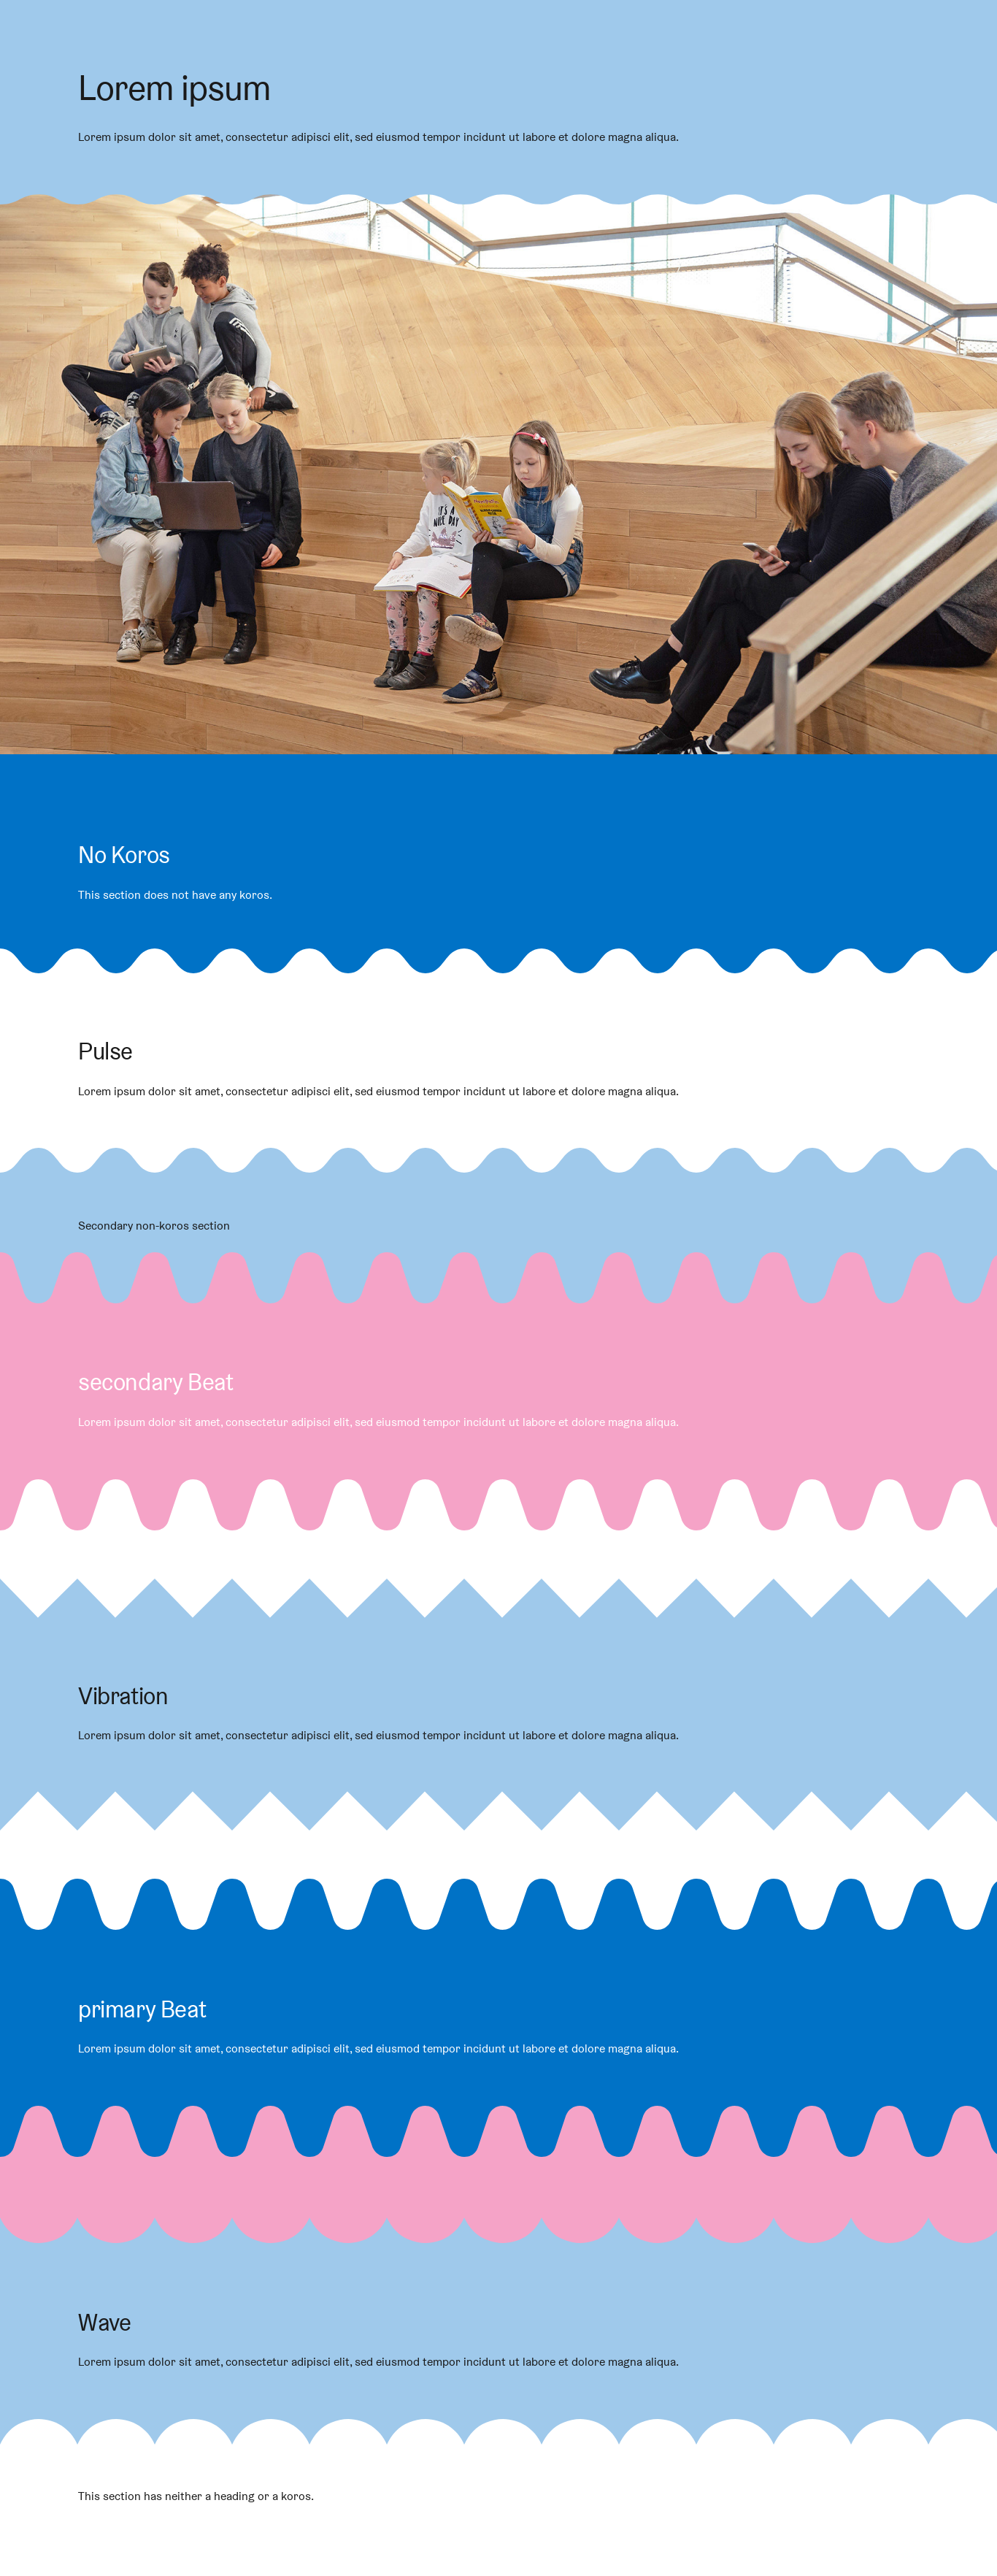 Lorem ipsum
Lorem ipsum dolor sit amet, consectetur adipisci elit, sed eiusmod tempor incidunt ut labore et dolore magna aliqua.
IT'S A
NICE DAY
No Koros
This section does not have any koros.
Pulse
Lorem ipsum dolor sit amet, consectetur adipisci elit, sed eiusmod tempor incidunt ut labore et dolore magna aliqua.
Secondary non-koros section
secondary Beat
Lorem ipsum dolor sit amet, consectetur adipisci elit, sed eiusmod tempor incidunt ut labore et dolore magna aliqua.
Vibration
Lorem ipsum dolor sit amet, consectetur adipisci elit, sed eiusmod tempor incidunt ut labore et dolore magna aliqua.
primary Beat
Lorem ipsum dolor sit amet, consectetur adipisci elit, sed eiusmod tempor incidunt ut labore et dolore magna aliqua.
Wave
Lorem ipsum dolor sit amet, consectetur adipisci elit, sed eiusmod tempor incidunt ut labore et dolore magna aliqua.
This section has neither a heading or a koros.